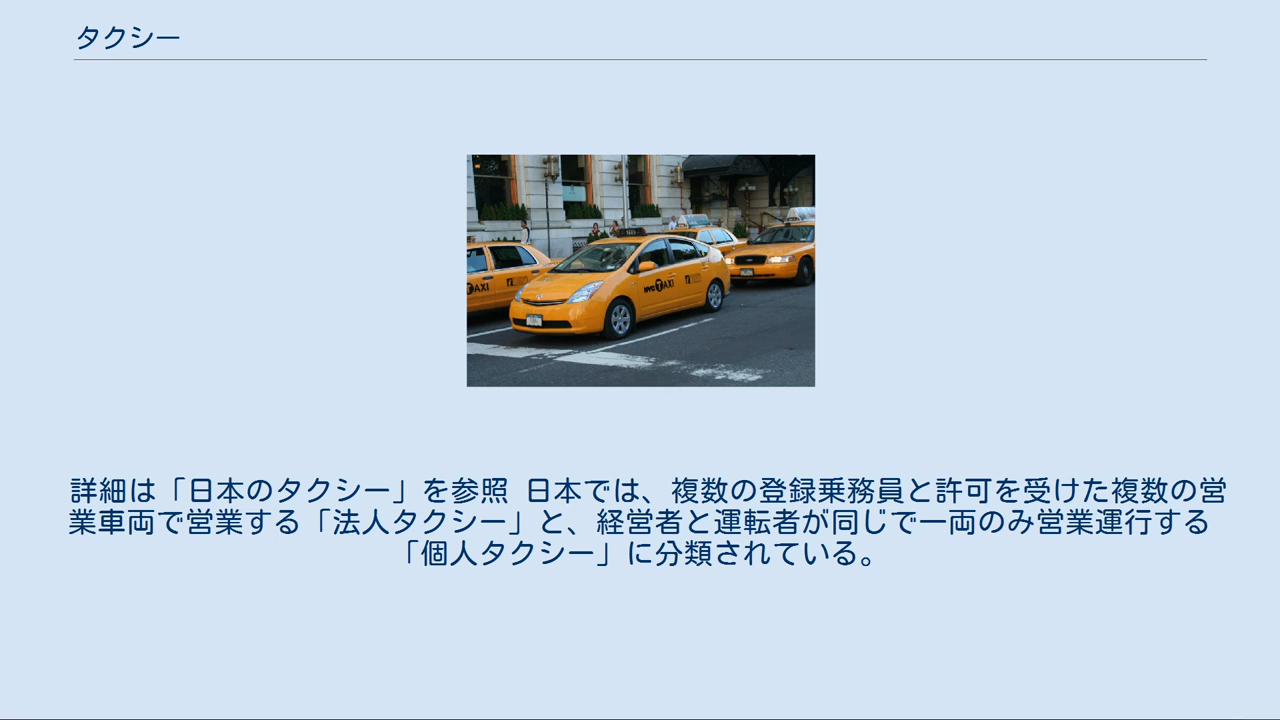 タクシー
NYC TAXI
TAXI
詳細は「日本のタクシー」を参照 日本では、複数の登録乗務員と許可を受けた複数の営
業車両で営業する「法人タクシー」と、経営者と運転者が同じで一両のみ営業運行する
「個人タクシー」に分類されている。